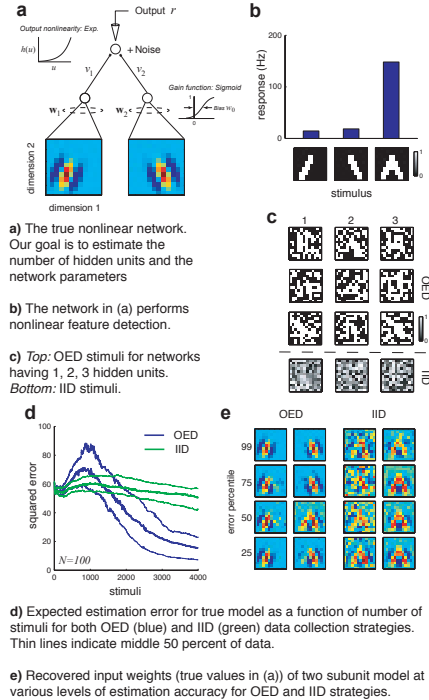 a
Output r
Output nonlinearity: Exp.
h(u)
u
+ Noise
v1
v2
Gain function: Sigmoid
1
Bias w0
0
w1
w2
dimension 2
dimension 1
b
response (Hz)
200
100
0
1
0
stimulus
a) The true nonlinear network.
Our goal is to estimate the
number of hidden units and the
network parameters
b) The network in (a) performs
nonlinear feature detection.
c) Top: OED stimuli for networks
having 1, 2, 3 hidden units.
Bottom: IID stimuli.
c
1 2 3
OED
1
0
IID
d
squared error
100
80
60
40
20
0
OED
IID
N=100
0 1000 2000 3000 4000
stimuli
e
OED IID
error percentile
99
75
50
25
d) Expected estimation error for true model as a function of number of
stimuli for both OED (blue) and IID (green) data collection strategies.
Thin lines indicate middle 50 percent of data.
e) Recovered input weights (true values in (a)) of two subunit model at
various levels of estimation accuracy for OED and IID strategies.